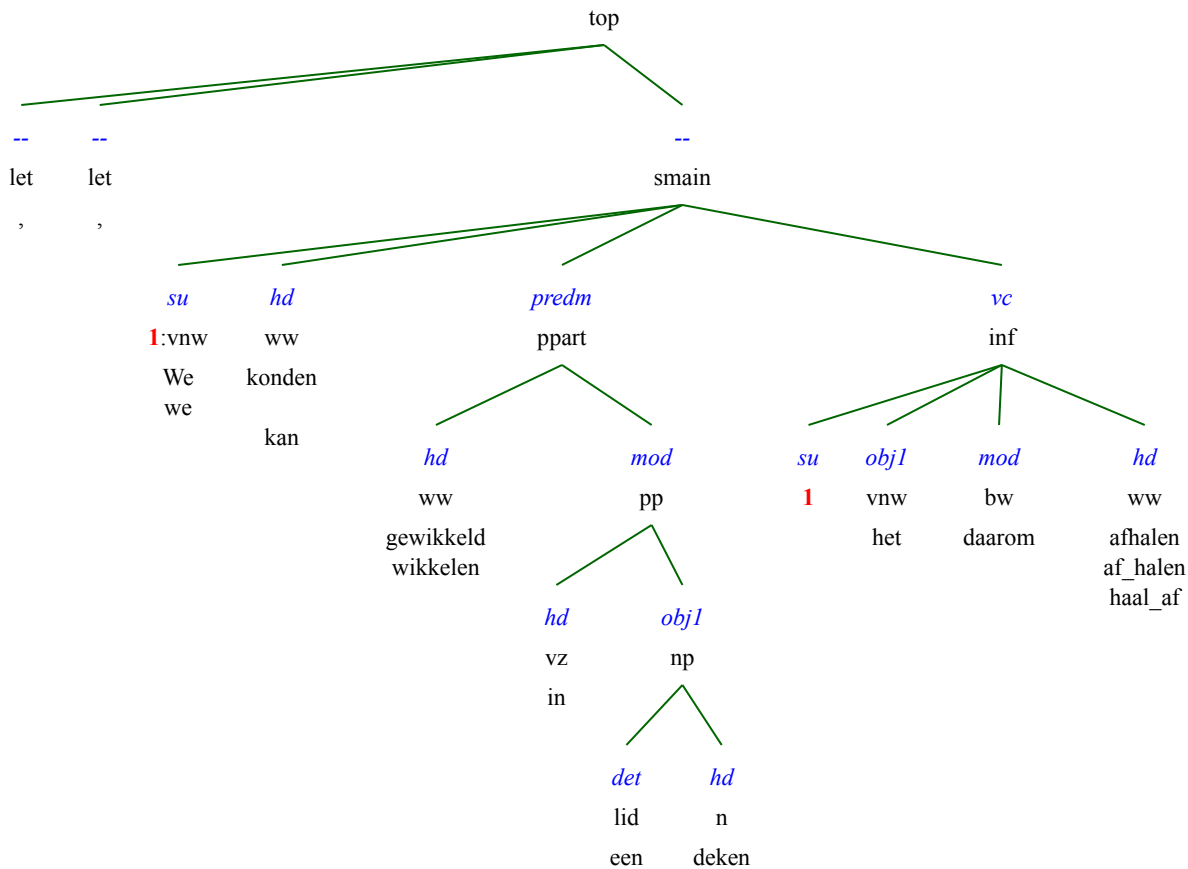 top
-- -- --
let let smain
, ,
su hd predm vc
1:vnw ww ppart inf
We konden
we
kan
hd mod su obj1 mod hd
ww pp 1 vnw bw ww
gewikkeld het daarom afhalen
wikkelen af_halen
haal_af
hd obj1
vz np
in
det hd
lid n
een deken